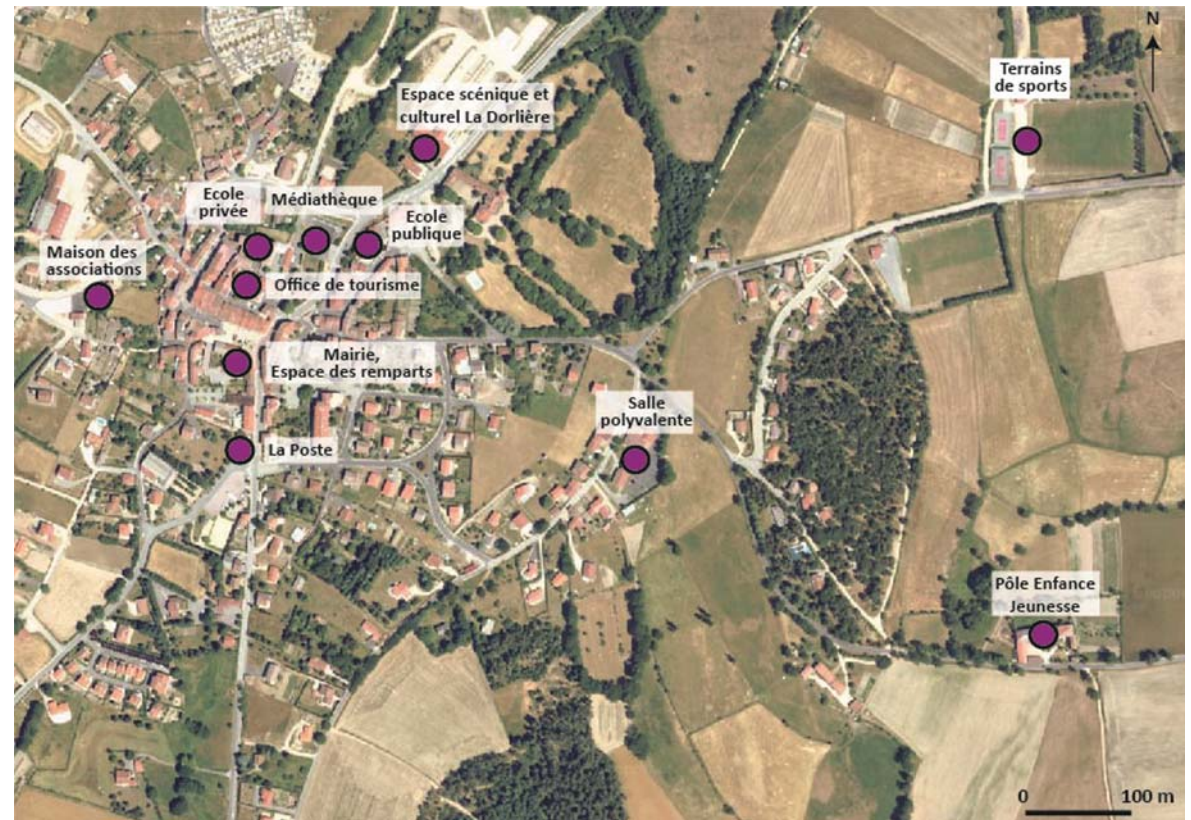 N
Terrains
de sports
Espace scénique et
culturel La Dorlière
Ecole
privée
Médiathèque
Ecole
publique
Maison des
associations
Office de tourisme
Mairie,
Espace des remparts
Salle
polyvalente
La Poste
Pôle Enfance
Jeunesse
0
100 m